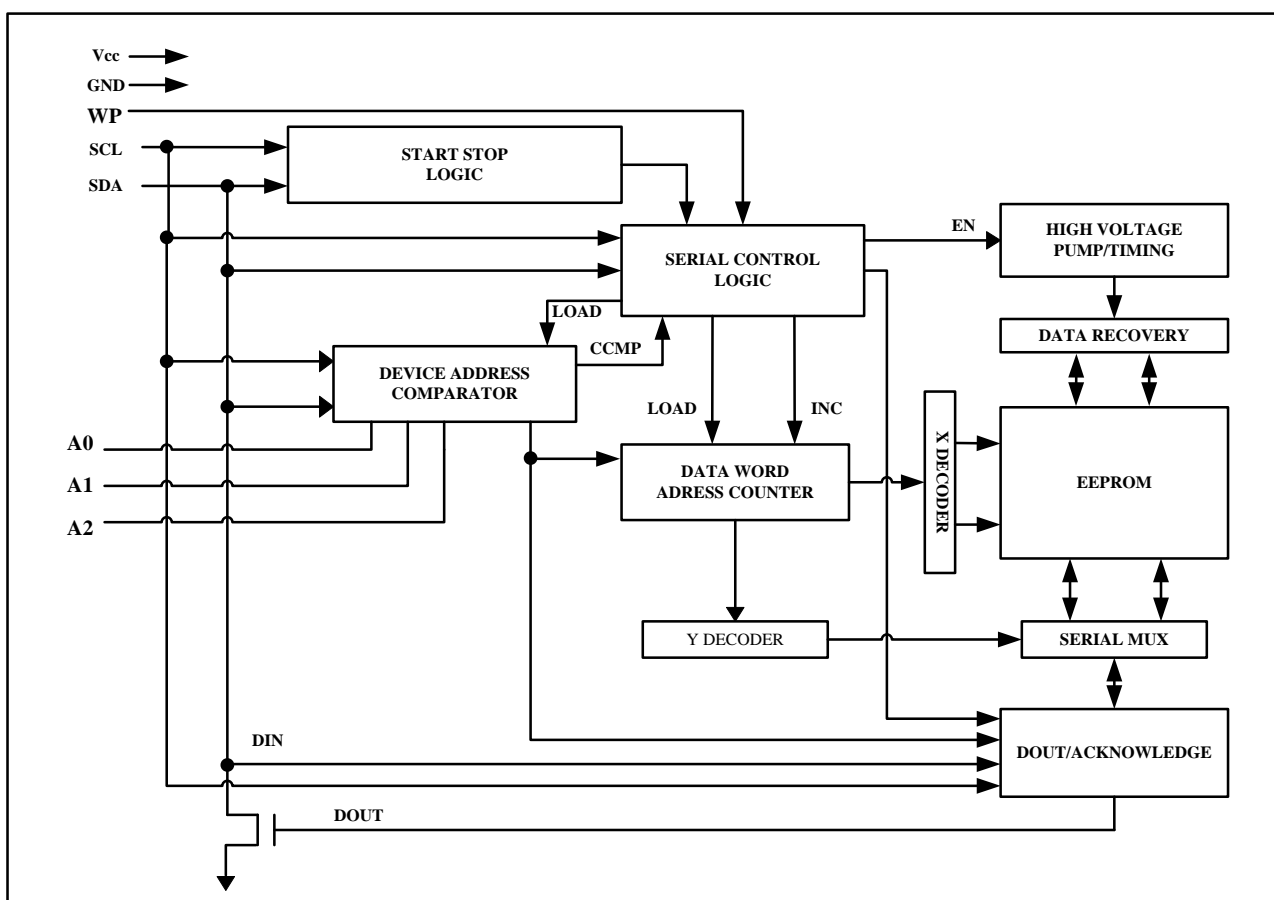 Vcc
GND
WP
SCL
SDA
START STOP
LOGIC
EN
HIGH VOLTAGE
PUMP/TIMING
SERIAL CONTROL
LOGIC
LOAD
CCMP
DATA RECOVERY
DEVICE ADDRESS
COMPARATOR
LOAD
INC
A0
A1
A2
DATA WORD
ADRESS COUNTER
X DECODER
EEPROM
Y DECODER
SERIAL MUX
DIN
DOUT/ACKNOWLEDGE
DOUT